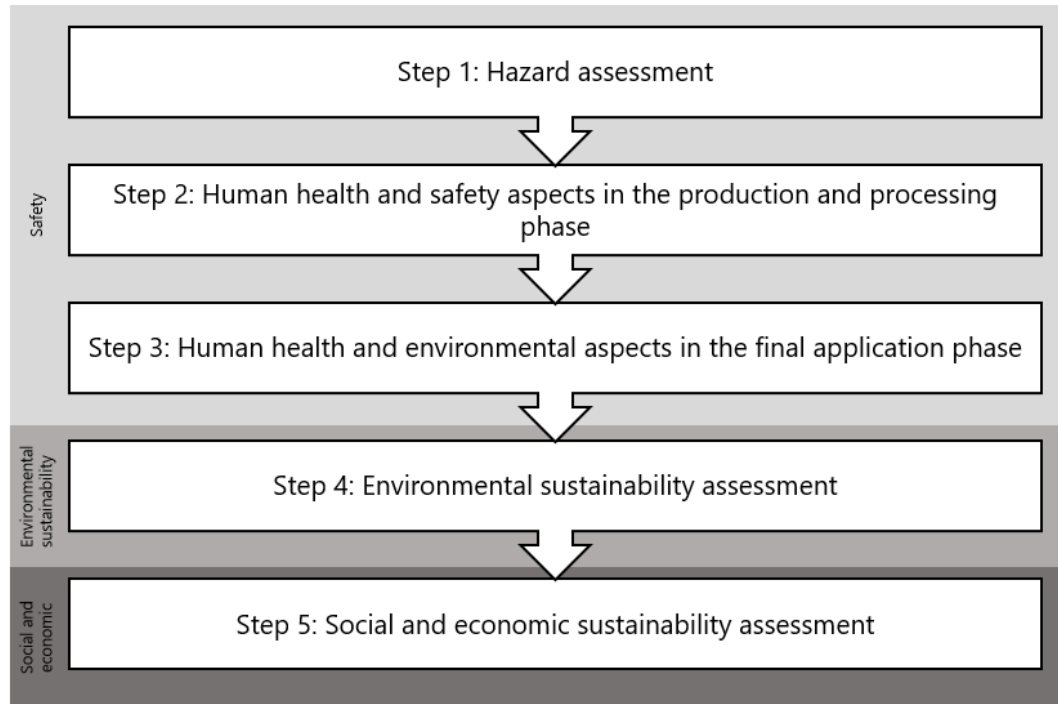 Step 1: Hazard assessment
Safety
Step 2: Human health and safety aspects in the production and processing
phase
Step 3: Human health and environmental aspects in the final application phase
Environmental
sustainability
Step 4: Environmental sustainability assessment
Social and
economic
Step 5: Social and economic sustainability assessment